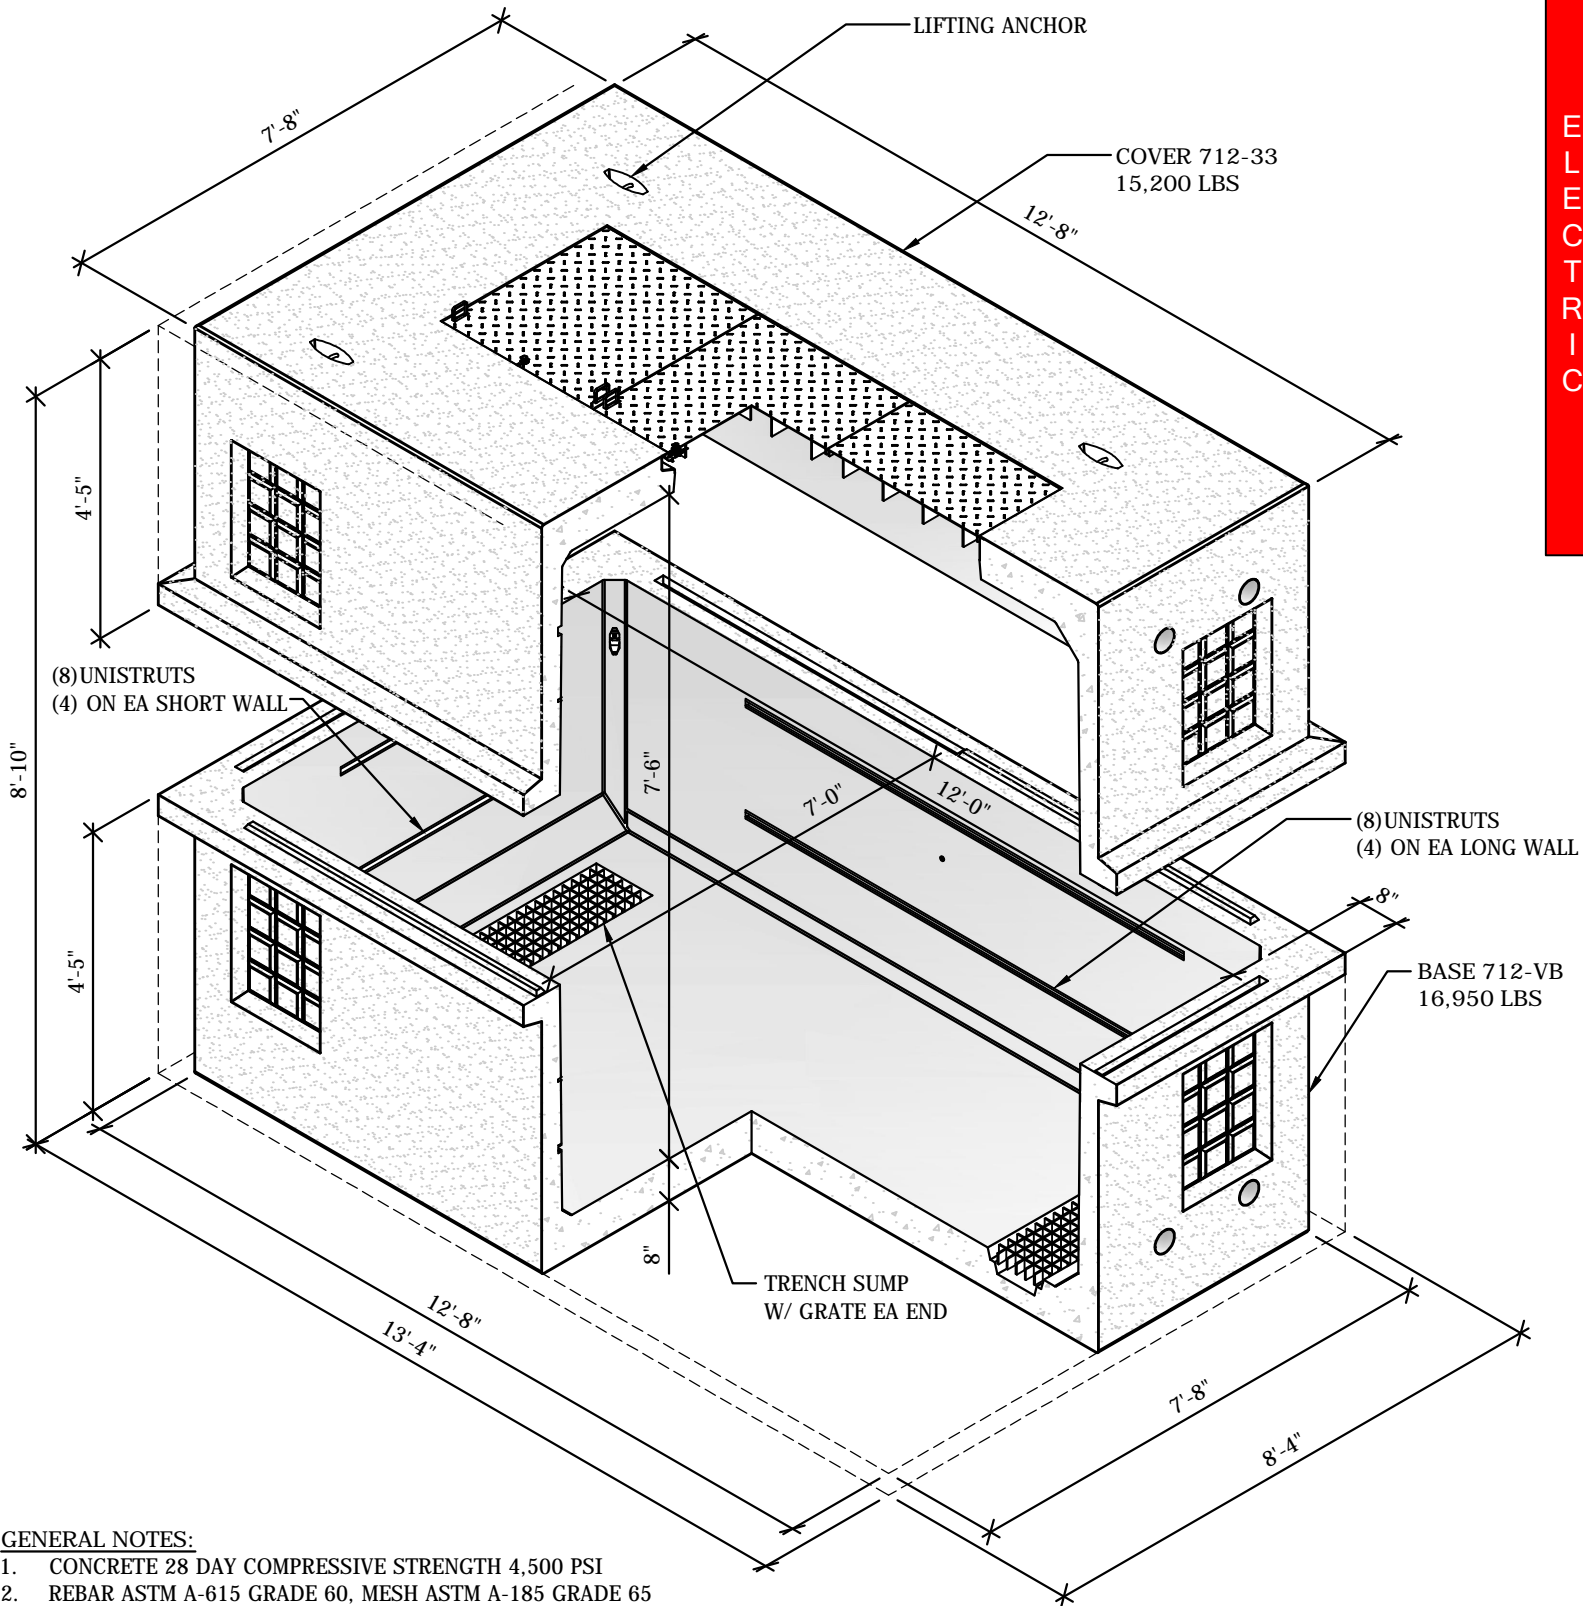 LIFTING ANCHOR
7'-8"
COVER 712-33
15,200 LBS
12'-8"
E
L
E
C
T
R
I
C
4'-5"
(8)UNISTRUTS
(4) ON EA SHORT WALL
8'-10"
7'-6"
7'-0"
12'-0"
(8)UNISTRUTS
(4) ON EA LONG WALL
8"
4'-5"
BASE 712-VB
16,950 LBS
8"
TRENCH SUMP
W/ GRATE EA END
12'-8"
13'-4"
7'-8"
8'-4"
GENERAL NOTES:
1. CONCRETE 28 DAY COMPRESSIVE STRENGTH 4,500 PSI
2. REBAR ASTM A-615 GRADE 60, MESH ASTM A-185 GRADE 65